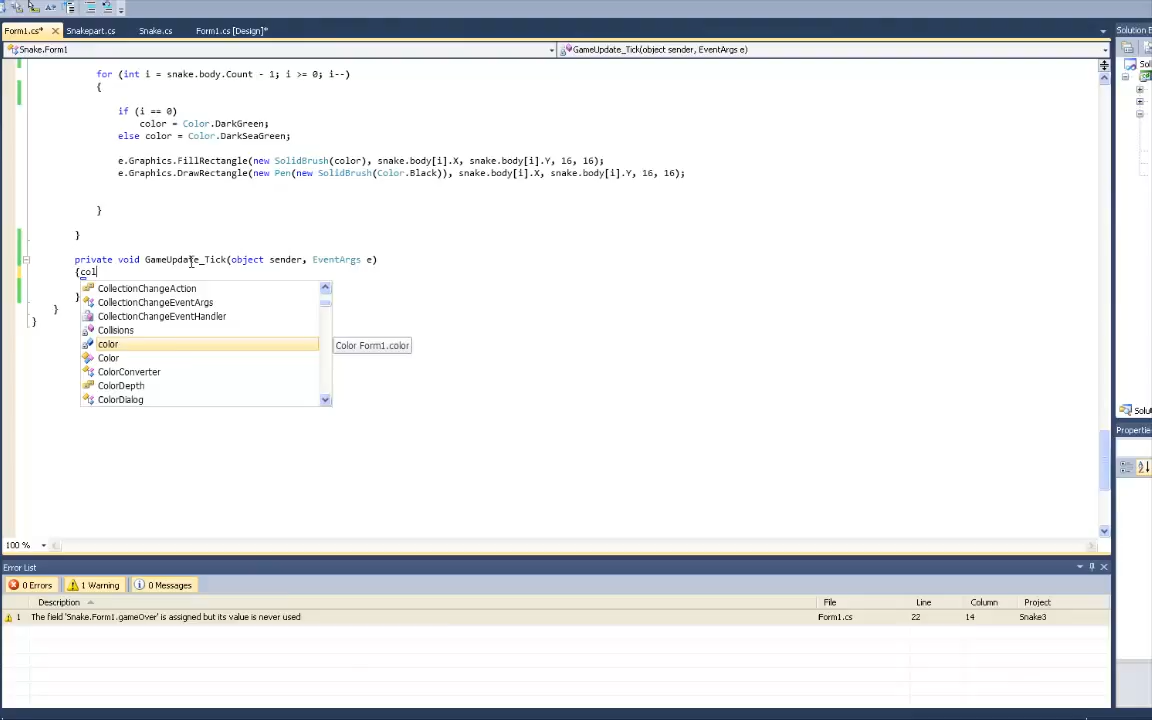 Form1.cs* Snakepart.cs Snake.cs Form1.cs [Design]* Solution E
Snake.Form1 GameUpdate_Tick(object sender, EventArgs e)
for (int i = snake.body.Count - 1; i >= 0; i--)
{
if (i == 0)
color = Color.DarkGreen;
else color = Color.DarkSeaGreen;
e.Graphics.FillRectangle(new SolidBrush(color), snake.body[i].X, snake.body[i].Y, 16, 16);
e.Graphics.DrawRectangle(new Pen(new SolidBrush(Color.Black)), snake.body[i].X, snake.body[i].Y, 16, 16);
}
}
private void GameUpdate_Tick(object sender, EventArgs e)
{col
}
}
}
CollectionChangeAction
CollectionChangeEventArgs
CollectionChangeEventHandler
Collisions
color Color Form1.color
Color
ColorConverter
ColorDepth
ColorDialog
Solu
Properties
100 %
Error List
0 Errors 1 Warning 0 Messages
Description File Line Column Project
1 The field 'Snake.Form1.gameOver' is assigned but its value is never used Form1.cs 22 14 Snake3